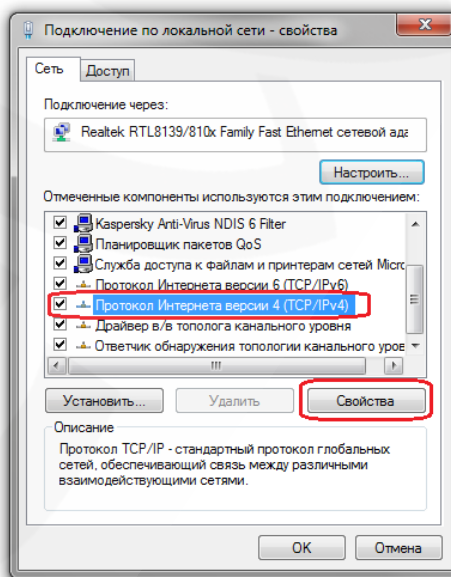 Подключение по локальной сети - свойства
Сеть Доступ
Подключение через:
Realtek RTL8139/810x Family Fast Ethernet сетевой ада
Настроить...
Отмеченные компоненты используются этим подключением:
Kaspersky Anti-Virus NDIS 6 Filter
Планировщик пакетов QoS
Служба доступа к файлам и принтерам сетей Micro
Протокол Интернета версии 6 (TCP/IPv6)
Протокол Интернета версии 4 (TCP/IPv4)
Драйвер в/в тополога канального уровня
Ответчик обнаружения топологии канального уров
Установить... Удалить Свойства
Описание
Протокол TCP/IP - стандартный протокол глобальных
сетей, обеспечивающий связь между различными
взаимодействующими сетями.
OK Отмена